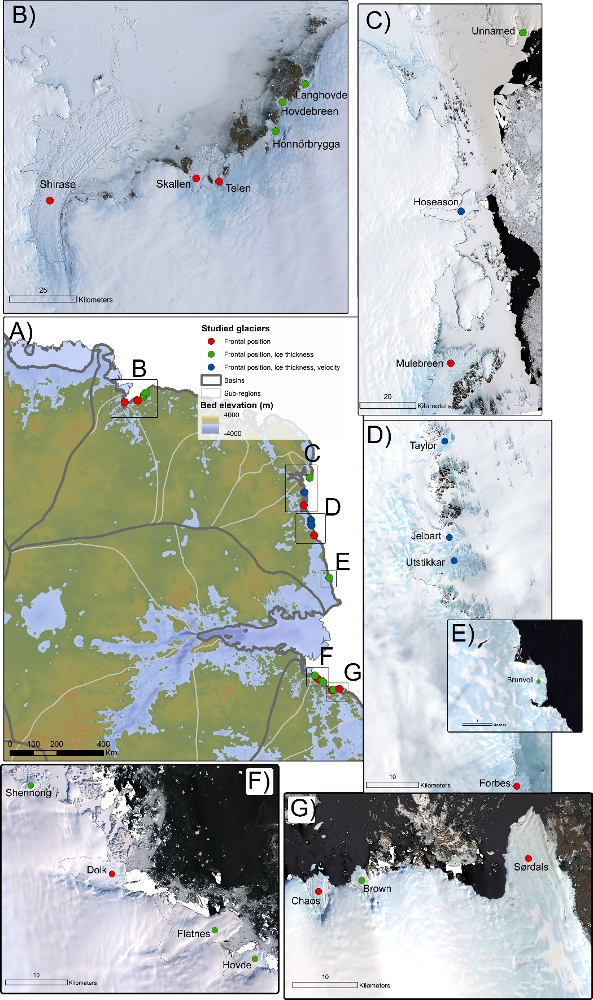 B)
Langhovde
Hovdebreen
Honnörbrygga
Shirase
Skallen
Telen
25
Kilometers
C)
Unnamed
Hoseason
Mulebreen
20
Kilometers
A)
Studied glaciers
Frontal position
Frontal position, ice thickness
Frontal position, ice thickness, velocity
Basins
Sub-regions
Bed elevation (m)
4000
-4000
B
C
D
E
F
G
0 100 200 400
Km
D)
Taylor
Jelbart
Utstikkar
Forbes
10
Kilometers
E)
Brunvoll
Kilometers
F)
Shennong
Dolk
Flatnes
Hovde
10
Kilometers
G)
Sørdals
Brown
Chaos
10
Kilometers